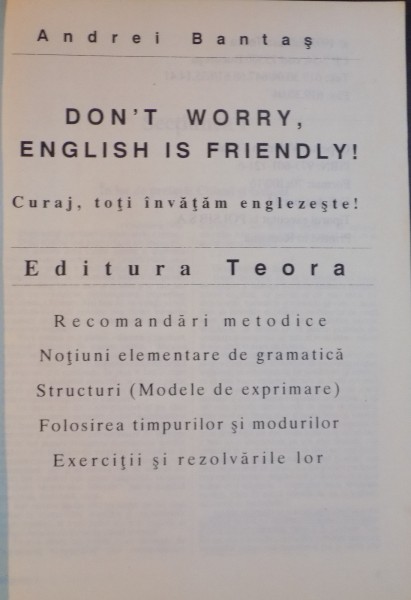 Andrei Bantaş
DON'T WORRY,
ENGLISH IS FRIENDLY!
Curaj, toţi învăţăm englezeşte!
Editura Teora
Recomandări metodice
Noţiuni elementare de gramatică
Structuri (Modele de exprimare)
Folosirea timpurilor şi modurilor
Exerciţii şi rezolvările lor